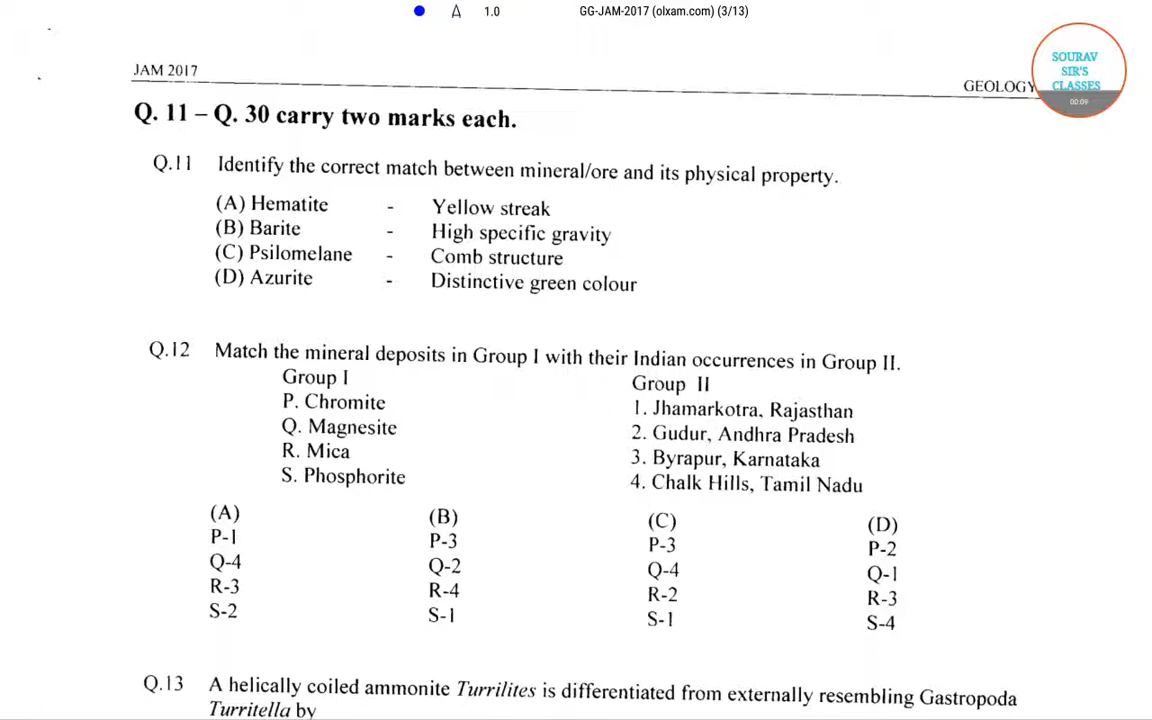 1.0 GG-JAM-2017 (olxam.com) (3/13)
SOURAV
SIR'S
CLASSES
00:09
JAM 2017
GEOLOGY
Q. 11 – Q. 30 carry two marks each.
Q.11 Identify the correct match between mineral/ore and its physical property.
(A) Hematite - Yellow streak
(B) Barite - High specific gravity
(C) Psilomelane - Comb structure
(D) Azurite - Distinctive green colour
Q.12 Match the mineral deposits in Group I with their Indian occurrences in Group II.
Group I Group II
P. Chromite 1. Jhamarkotra, Rajasthan
Q. Magnesite 2. Gudur, Andhra Pradesh
R. Mica 3. Byrapur, Karnataka
S. Phosphorite 4. Chalk Hills, Tamil Nadu
(A) (B) (C) (D)
P-1 P-3 P-3 P-2
Q-4 Q-2 Q-4 Q-1
R-3 R-4 R-2 R-3
S-2 S-1 S-1 S-4
Q.13 A helically coiled ammonite Turrilites is differentiated from externally resembling Gastropoda
Turritella by